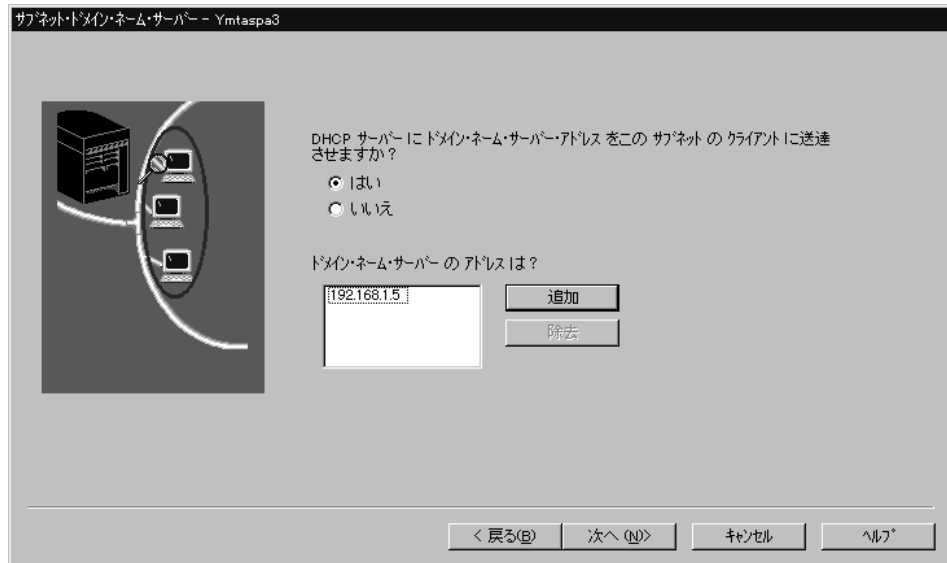 サブネット・ドメイン・ネーム・サーバー - Ymtaspa3
DHCP サーバー に ドメイン・ネーム・サーバー・アドレス をこの サブネット の クライアント に送達
させますか?
はい
いいえ
ドメイン・ネーム・サーバー の アドレス は?
192.168.1.5
追加
除去
< 戻る(B)
次へ (N)>
キャンセル
ヘルプ